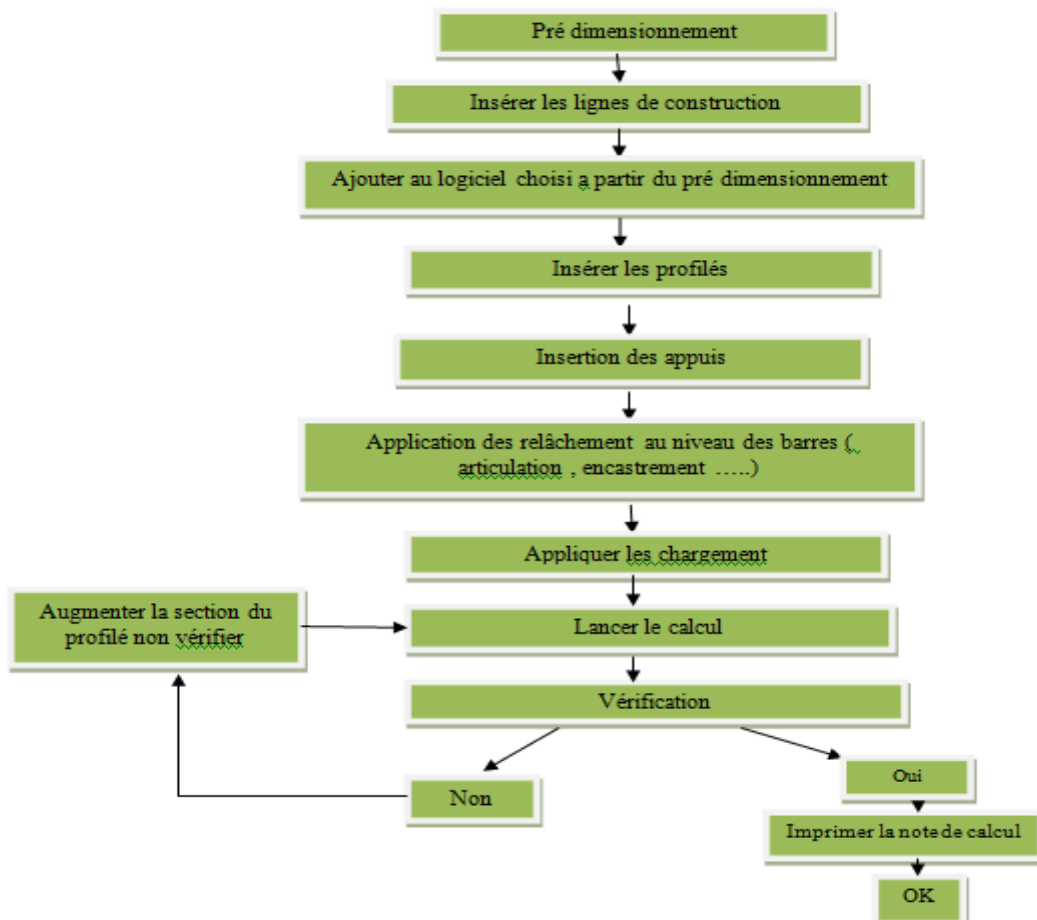 Pré dimensionnement
Insérer les lignes de construction
Ajouter au logiciel choisi a partir du pré dimensionnement
Insérer les profilés
Insertion des appuis
Application des relâchement au niveau des barres (
articulation , encastrement …..)
Appliquer les chargement
Augmenter la section du
profilé non vérifier
Lancer le calcul
Vérification
Non
Oui
Imprimer la note de calcul
OK